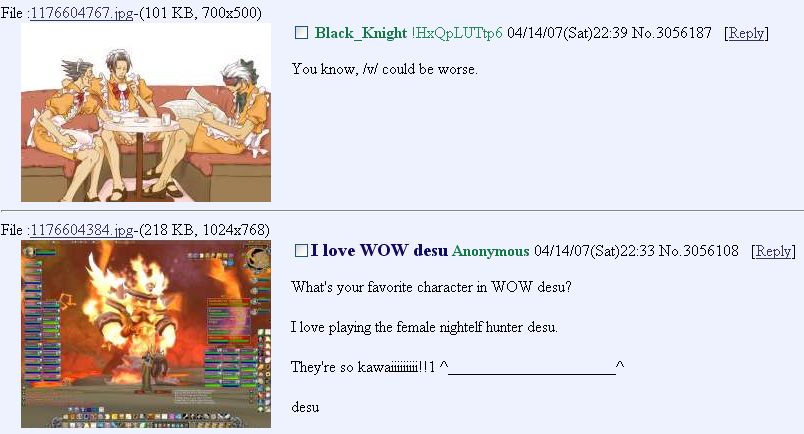 File :1176604767.jpg-(101 KB, 700x500)
Black_Knight !HxQpLUTtp6 04/14/07(Sat)22:39 No.3056187 [Reply]
You know, /v/ could be worse.
File :1176604384.jpg-(218 KB, 1024x768)
I love WOW desu Anonymous 04/14/07(Sat)22:33 No.3056108 [Reply]
What's your favorite character in WOW desu?
I love playing the female nightelf hunter desu.
They're so kawaiiiiiiiii!!1 ^________________________^
desu